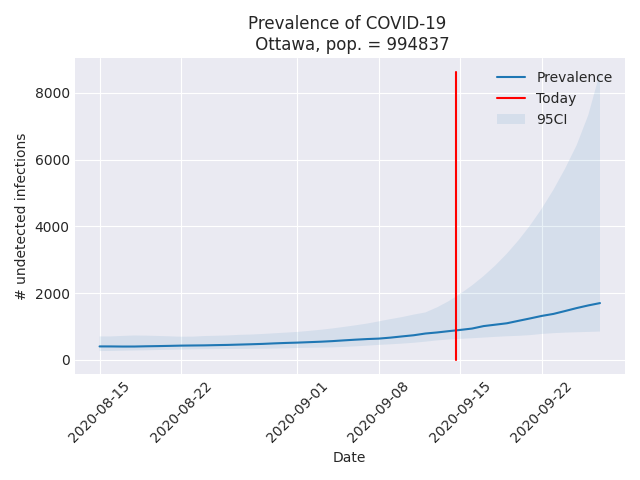 Prevalence of COVID-19
Ottawa, pop. = 994837
# undetected infections
8000
6000
4000
2000
0
Prevalence
Today
95CI
2020-08-15
2020-08-22
2020-09-01
2020-09-08
2020-09-15
2020-09-22
Date